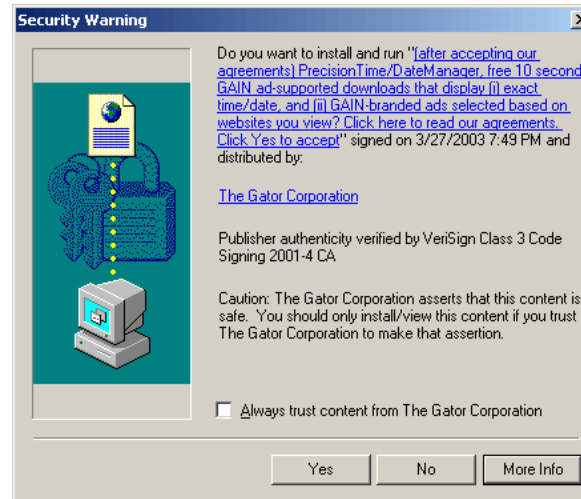 Security Warning
Do you want to install and run "(after accepting our
agreements) PrecisionTime/DateManager, free 10 second
GAIN ad-supported downloads that display (i) exact
time/date, and (ii) GAIN-branded ads selected based on
websites you view? Click here to read our agreements.
Click Yes to accept" signed on 3/27/2003 7:49 PM and
distributed by:
The Gator Corporation
Publisher authenticity verified by VeriSign Class 3 Code
Signing 2001-4 CA
Caution: The Gator Corporation asserts that this content is
safe.  You should only install/view this content if you trust
The Gator Corporation to make that assertion.
Always trust content from The Gator Corporation
Yes No More Info